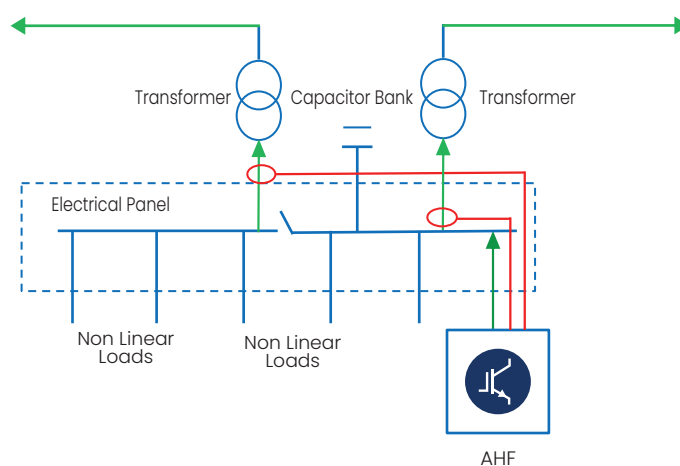 Transformer
Capacitor Bank
Transformer
Electrical Panel
Non Linear
Loads
Non Linear
Loads
AHF